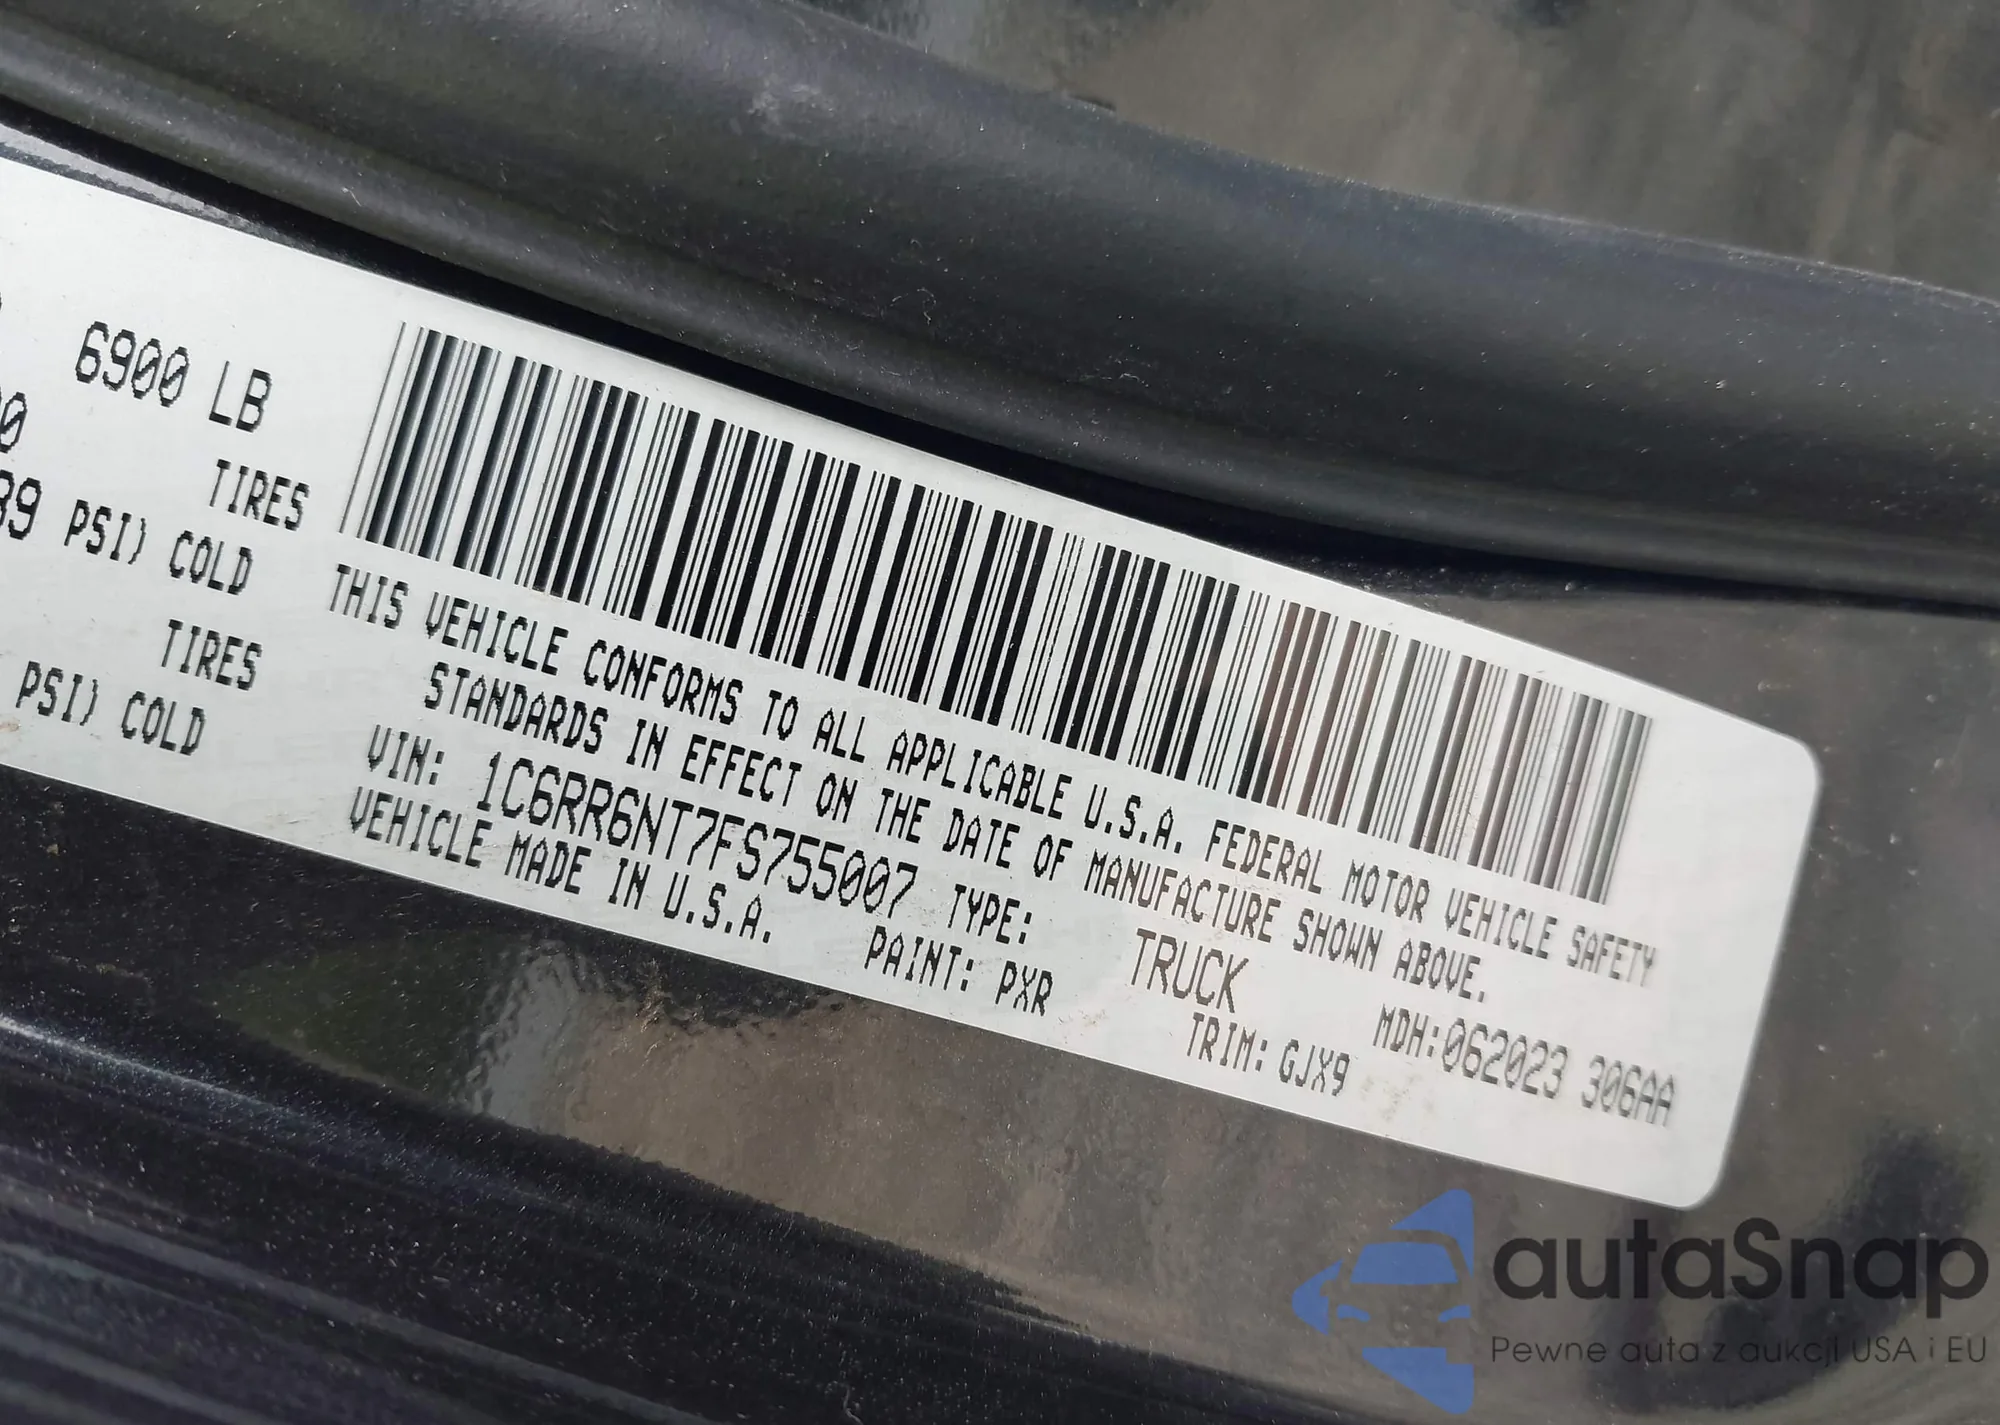 6900 LB
TIRES
39 PSI) COLD
TIRES
PSI) COLD
THIS VEHICLE CONFORMS TO ALL APPLICABLE U.S.A. FEDERAL MOTOR VEHICLE SAFETY
STANDARDS IN EFFECT ON THE DATE OF MANUFACTURE SHOWN ABOVE.
VIN: 1C6RR6NT7FS755007 TYPE: TRUCK MDH:062023 306AA
VEHICLE MADE IN U.S.A. PAINT: PXR TRIM: GJX9
autaSnap
Pewne auta z aukcji USA i EU